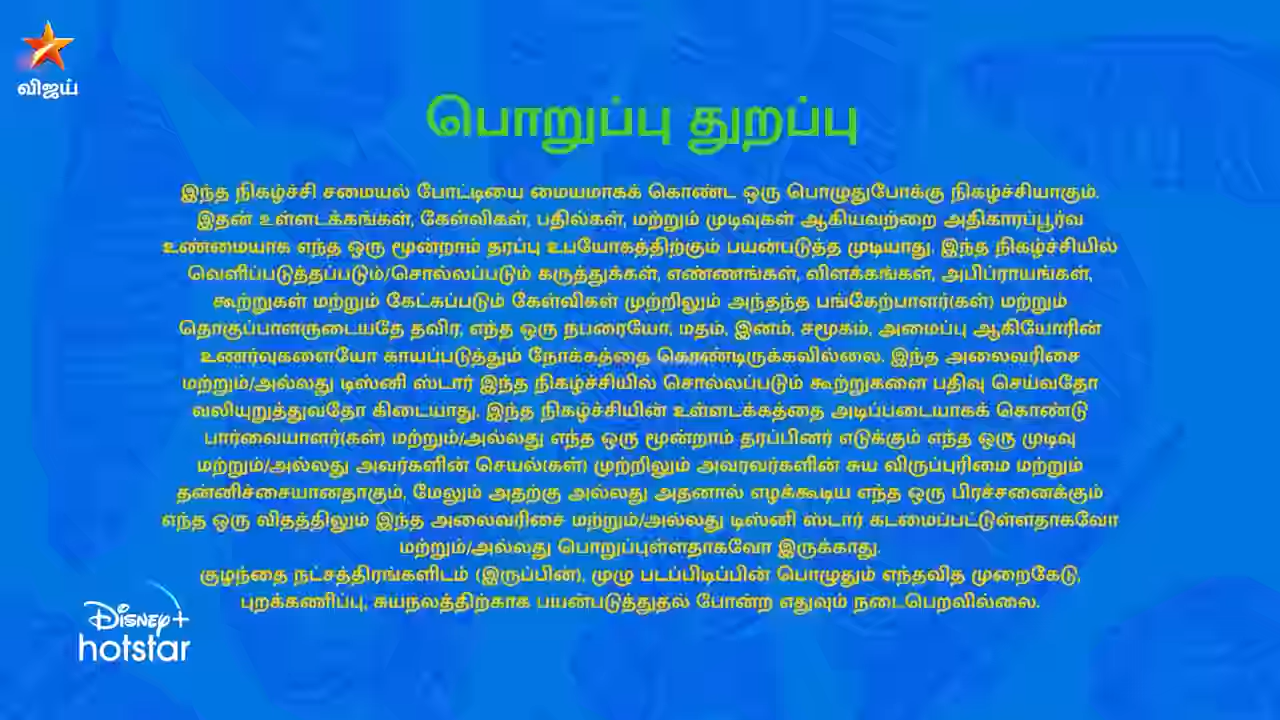 விஜய்
பொறுப்பு துறப்பு
இந்த நிகழ்ச்சி சமையல் போட்டியை மையமாகக் கொண்ட ஒரு பொழுதுபோக்கு நிகழ்ச்சியாகும்.
இதன் உள்ளடக்கங்கள், கேள்விகள், பதில்கள், மற்றும் முடிவுகள் ஆகியவற்றை அதிகாரப்பூர்வ
உண்மையாக எந்த ஒரு மூன்றாம் தரப்பு உபயோகத்திற்கும் பயன்படுத்த முடியாது. இந்த நிகழ்ச்சியில்
வெளிப்படுத்தப்படும்/சொல்லப்படும் கருத்துக்கள், எண்ணங்கள், விளக்கங்கள், அபிப்ராயங்கள்,
கூற்றுகள் மற்றும் கேட்கப்படும் கேள்விகள் முற்றிலும் அந்தந்த பங்கேற்பாளர்(கள்) மற்றும்
தொகுப்பாளருடையதே தவிர, எந்த ஒரு நபரையோ, மதம், இனம், சமூகம், அமைப்பு ஆகியோரின்
உணர்வுகளையோ காயப்படுத்தும் நோக்கத்தை கொண்டிருக்கவில்லை. இந்த அலைவரிசை
மற்றும்/அல்லது டிஸ்னி ஸ்டார் இந்த நிகழ்ச்சியில் சொல்லப்படும் கூற்றுகளை பதிவு செய்வதோ
வலியுறுத்துவதோ கிடையாது. இந்த நிகழ்ச்சியின் உள்ளடக்கத்தை அடிப்படையாகக் கொண்டு
பார்வையாளர்(கள்) மற்றும்/அல்லது எந்த ஒரு மூன்றாம் தரப்பினர் எடுக்கும் எந்த ஒரு முடிவு
மற்றும்/அல்லது அவர்களின் செயல்(கள்) முற்றிலும் அவரவர்களின் சுய விருப்புரிமை மற்றும்
தன்னிச்சையானதாகும், மேலும் அதற்கு அல்லது அதனால் எழக்கூடிய எந்த ஒரு பிரச்சனைக்கும்
எந்த ஒரு விதத்திலும் இந்த அலைவரிசை மற்றும்/அல்லது டிஸ்னி ஸ்டார் கடமைப்பட்டுள்ளதாகவோ
மற்றும்/அல்லது பொறுப்புள்ளதாகவோ இருக்காது.
குழந்தை நட்சத்திரங்களிடம் (இருப்பின்), முழு படப்பிடிப்பின் பொழுதும் எந்தவித முறைகேடு,
புறக்கணிப்பு, சுயநலத்திற்காக பயன்படுத்துதல் போன்ற எதுவும் நடைபெறவில்லை.
Disney+
hotstar